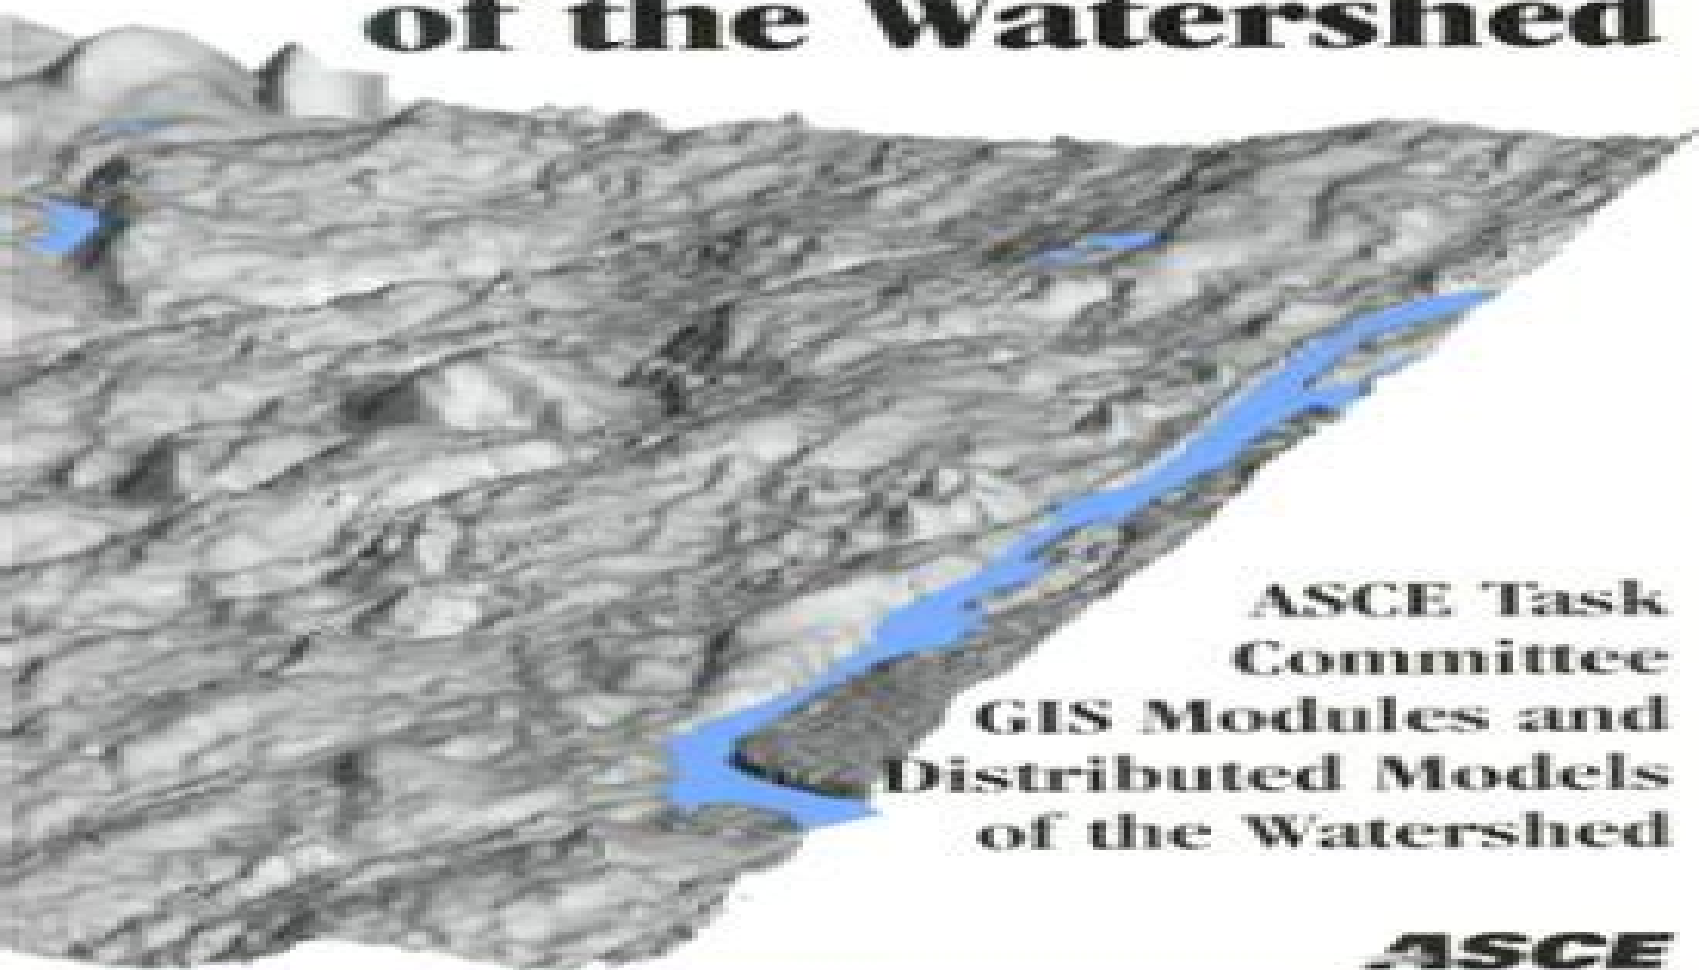 of the Watershed
ASCE Task
Committee
GIS Modules and
Distributed Models
of the Watershed
ASCE